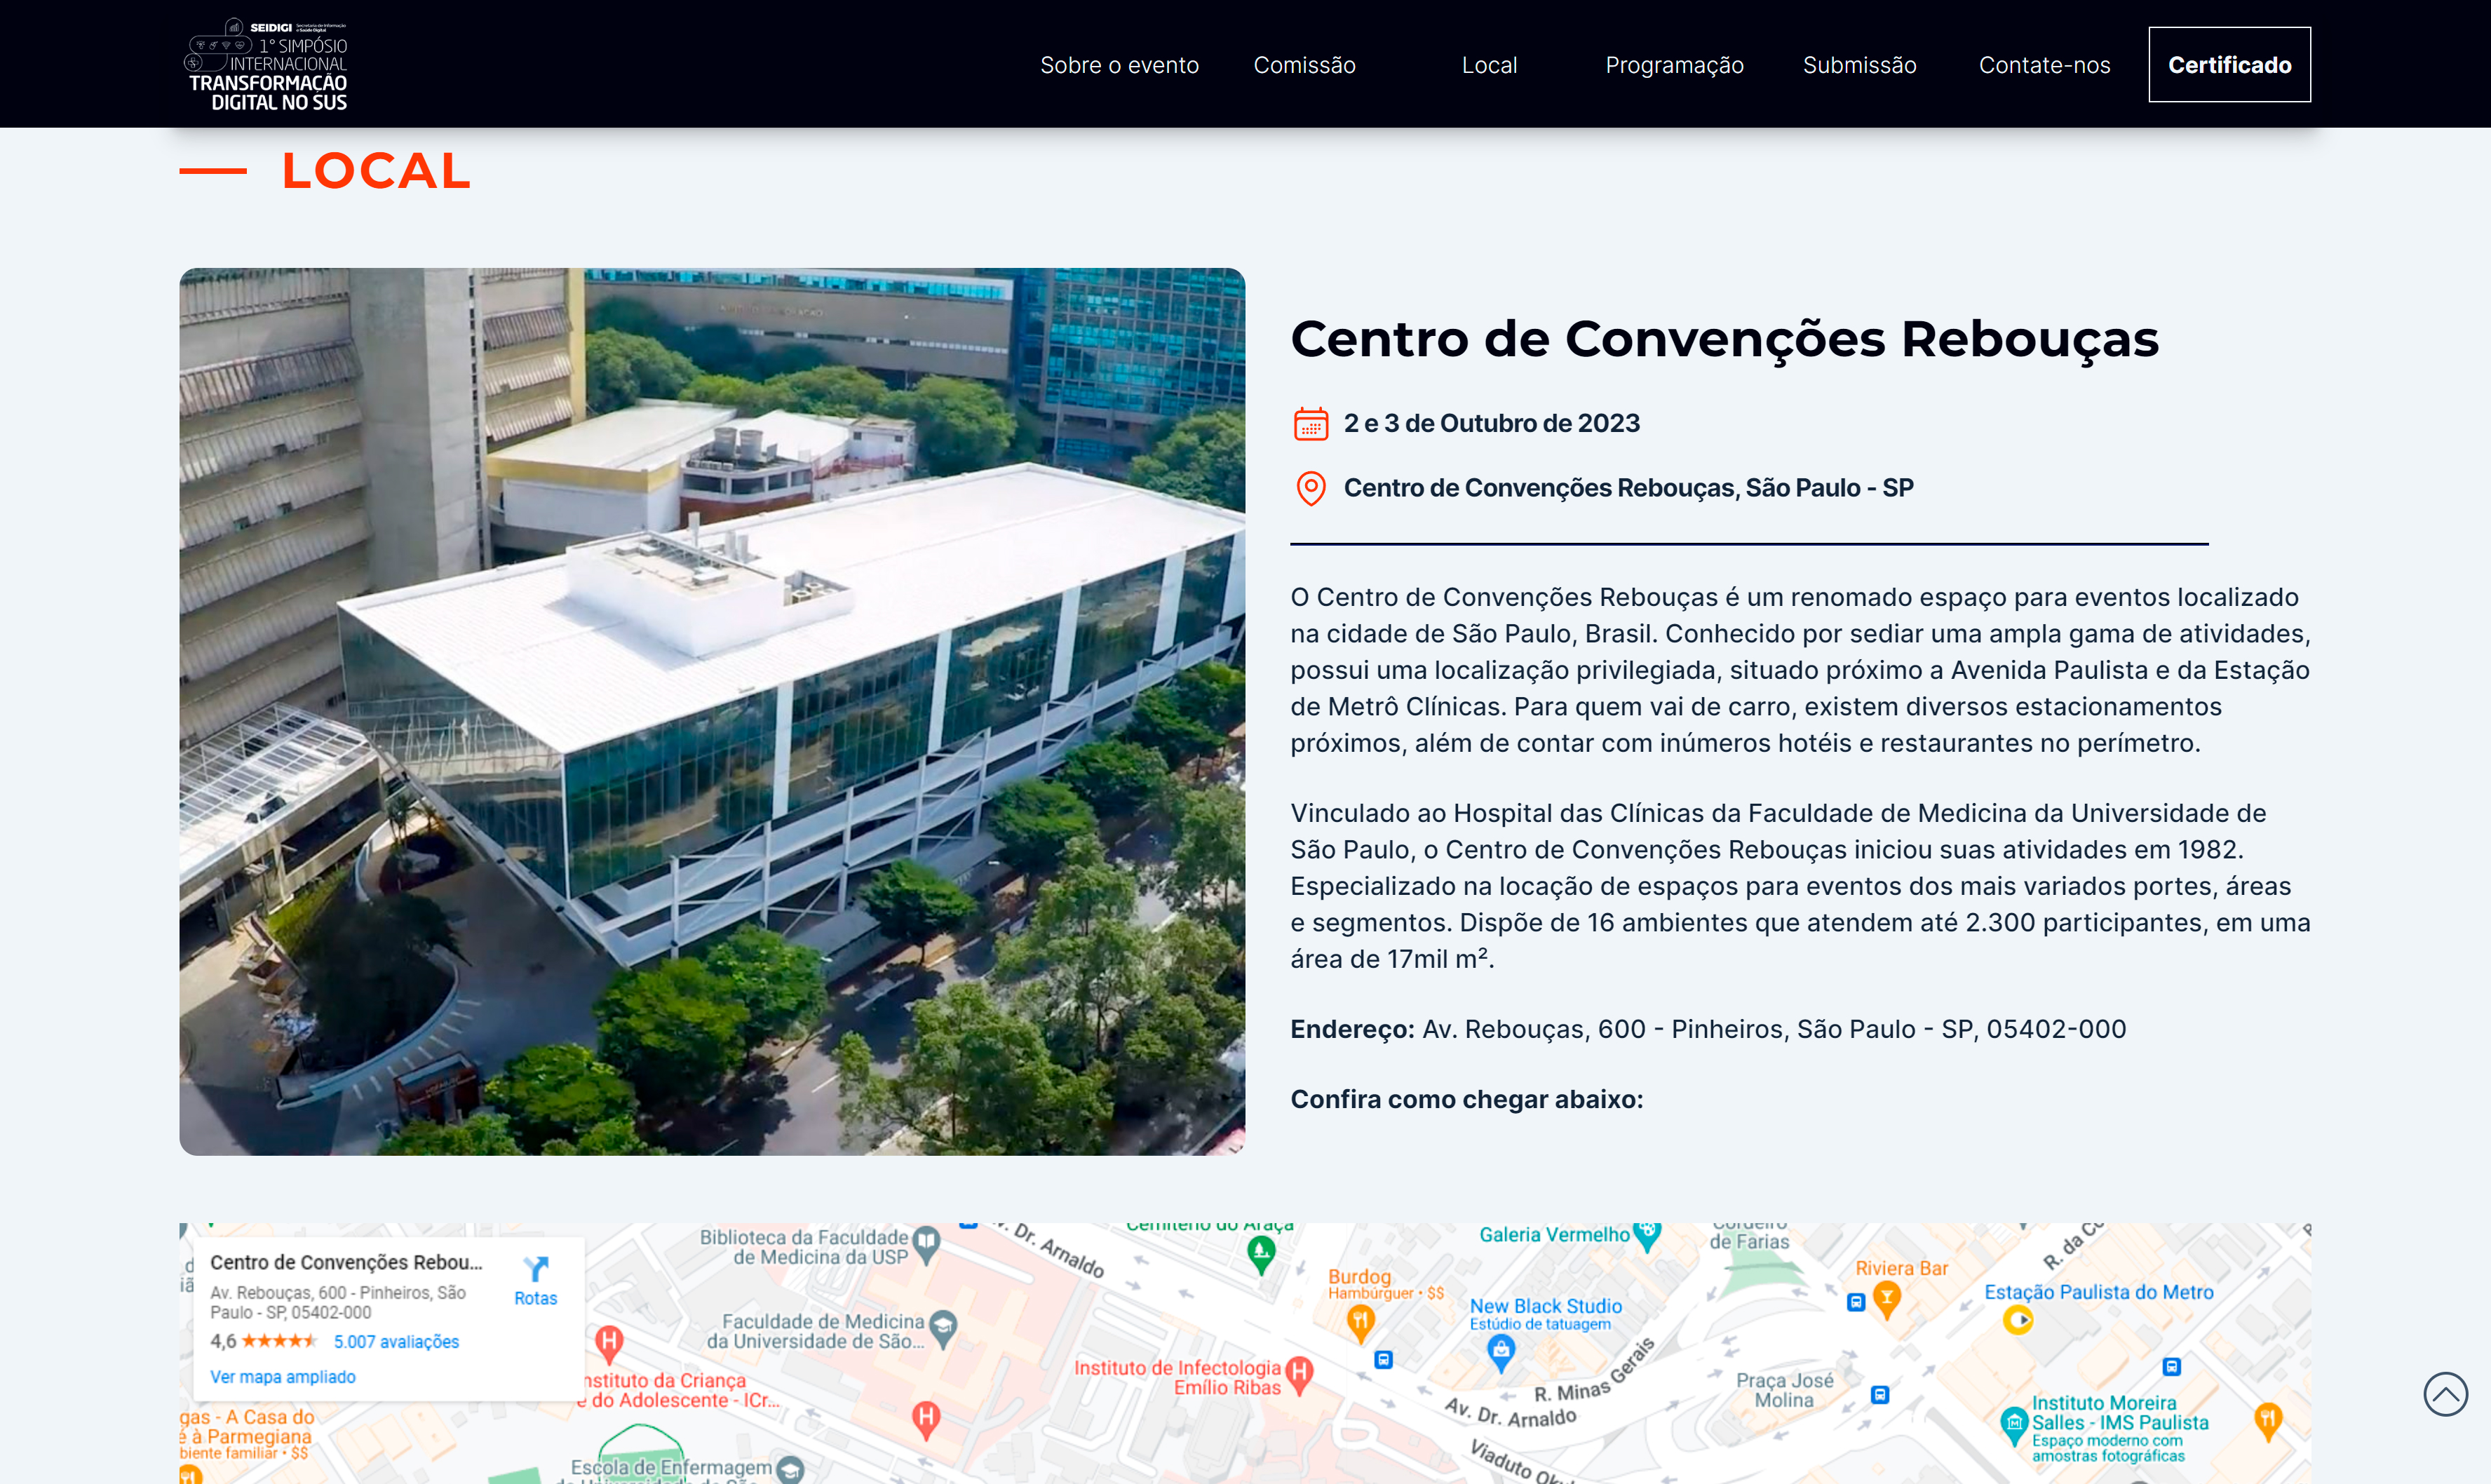 SEIDIGI Secretaria de Informação e Saúde Digital
1º SIMPÓSIO
INTERNACIONAL
TRANSFORMAÇÃO
DIGITAL NO SUS
Sobre o evento
Comissão
Local
Programação
Submissão
Contate-nos
Certificado
LOCAL
Centro de Convenções Rebouças
2 e 3 de Outubro de 2023
Centro de Convenções Rebouças, São Paulo - SP
O Centro de Convenções Rebouças é um renomado espaço para eventos localizado
na cidade de São Paulo, Brasil. Conhecido por sediar uma ampla gama de atividades,
possui uma localização privilegiada, situado próximo a Avenida Paulista e da Estação
de Metrô Clínicas. Para quem vai de carro, existem diversos estacionamentos
próximos, além de contar com inúmeros hotéis e restaurantes no perímetro.
Vinculado ao Hospital das Clínicas da Faculdade de Medicina da Universidade de
São Paulo, o Centro de Convenções Rebouças iniciou suas atividades em 1982.
Especializado na locação de espaços para eventos dos mais variados portes, áreas
e segmentos. Dispõe de 16 ambientes que atendem até 2.300 participantes, em uma
área de 17mil m².
Endereço: Av. Rebouças, 600 - Pinheiros, São Paulo - SP, 05402-000
Confira como chegar abaixo:
Centro de Convenções Rebou...
Av. Rebouças, 600 - Pinheiros, São
Paulo - SP, 05402-000
4,6
5.007 avaliações
Ver mapa ampliado
Rotas
Biblioteca da Faculdade
de Medicina da USP
Av. Dr. Arnaldo
Cemitério do Araçá
Galeria Vermelho
Cordeiro
de Farias
R. da Co
Burdog
Hambúrguer • $$
Riviera Bar
Estação Paulista do Metro
New Black Studio
Estúdio de tatuagem
Faculdade de Medicina
da Universidade de São...
Instituto de Infectologia
Emílio Ribas
nstituto da Criança
e do Adolescente - ICr...
R. Minas Gerais
Av. Dr. Arnaldo
Praça José
Molina
Instituto Moreira
Salles - IMS Paulista
Espaço moderno com
amostras fotográficas
gas - A Casa do
é à Parmegiana
biente familiar • $$
Escola de Enfermagem
Viaduto Oku